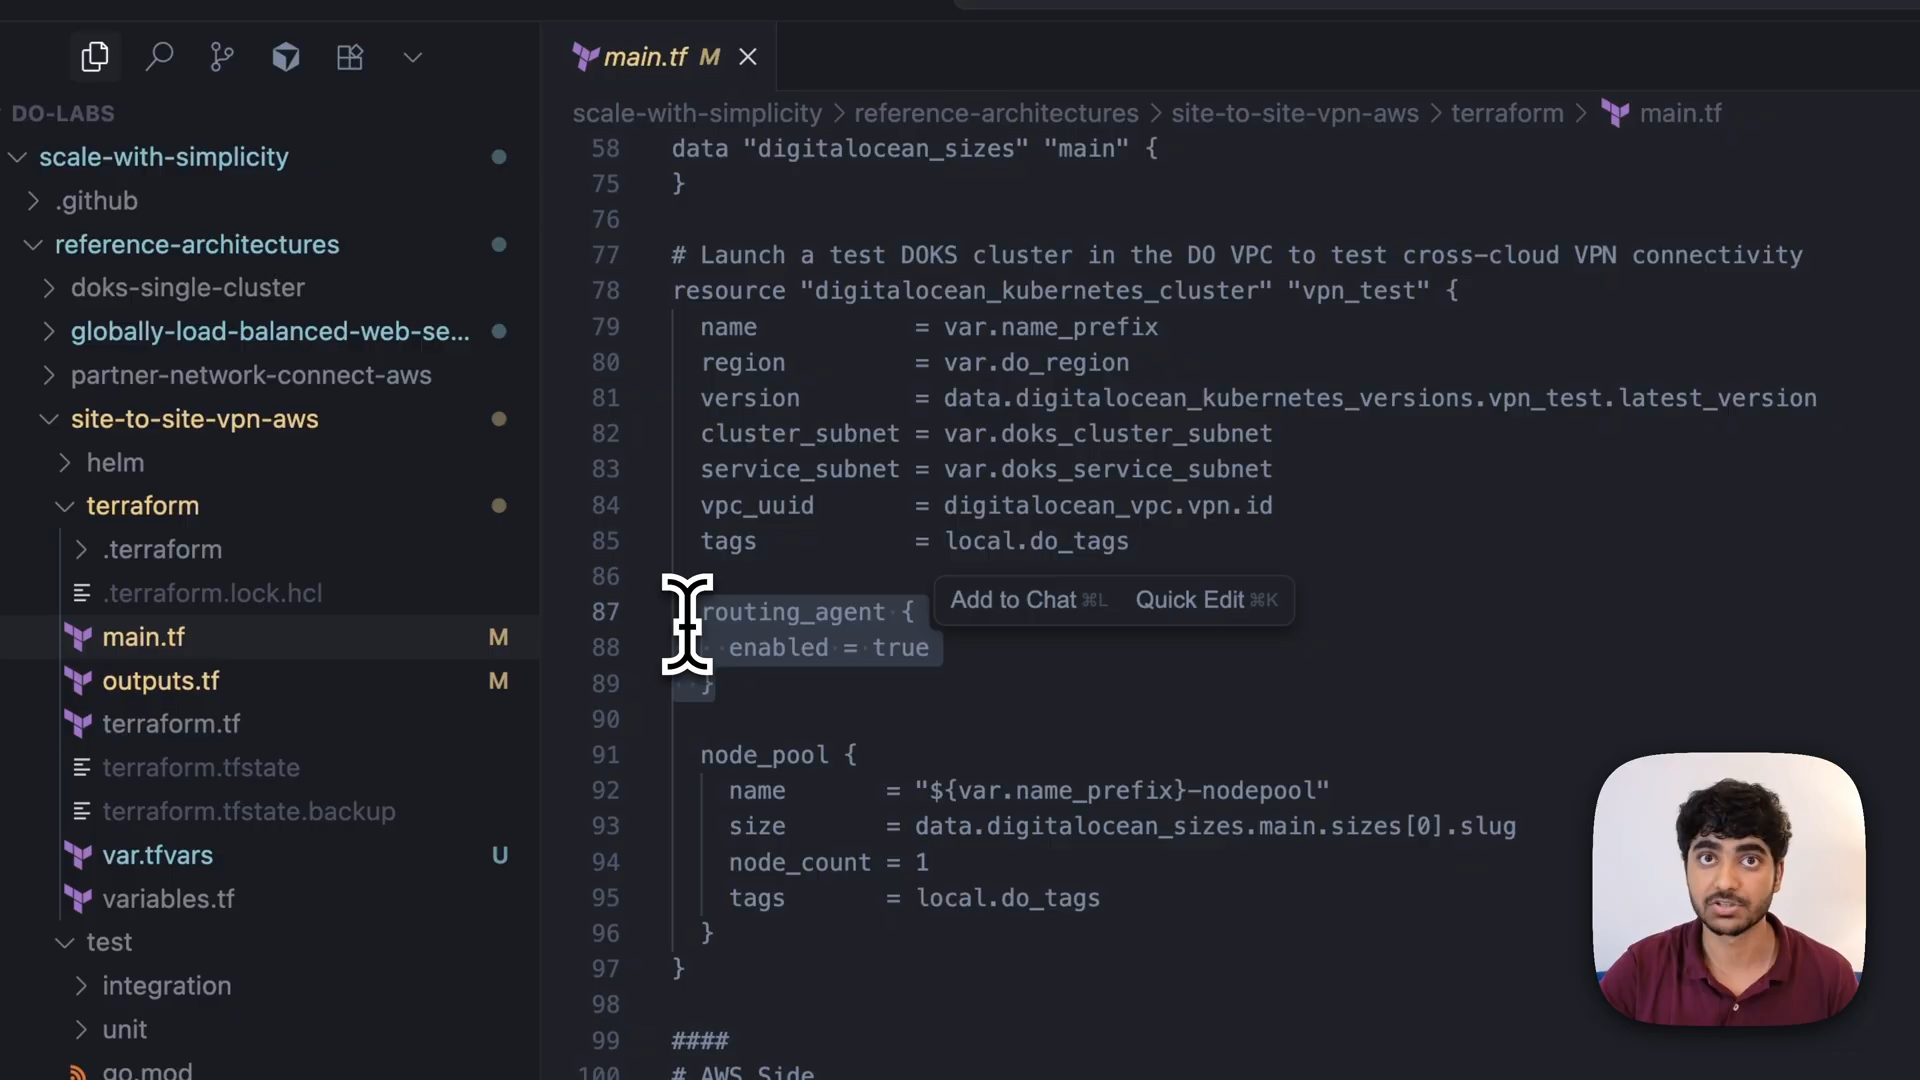 main.tf M
DO-LABS
scale-with-simplicity
.github
reference-architectures
doks-single-cluster
globally-load-balanced-web-se...
partner-network-connect-aws
site-to-site-vpn-aws
helm
terraform
.terraform
.terraform.lock.hcl
main.tf M
outputs.tf M
terraform.tf
terraform.tfstate
terraform.tfstate.backup
var.tfvars U
variables.tf
test
integration
unit
go.mod
scale-with-simplicity > reference-architectures > site-to-site-vpn-aws > terraform > main.tf
58 data "digitalocean_sizes" "main" {
75 }
76
77 # Launch a test DOKS cluster in the DO VPC to test cross-cloud VPN connectivity
78 resource "digitalocean_kubernetes_cluster" "vpn_test" {
79 name = var.name_prefix
80 region = var.do_region
81 version = data.digitalocean_kubernetes_versions.vpn_test.latest_version
82 cluster_subnet = var.doks_cluster_subnet
83 service_subnet = var.doks_service_subnet
84 vpc_uuid = digitalocean_vpc.vpn.id
85 tags = local.do_tags
86
Add to Chat ⌘L Quick Edit ⌘K
87 routing_agent {
88 enabled = true
89 }
90
91 node_pool {
92 name = "${var.name_prefix}-nodepool"
93 size = data.digitalocean_sizes.main.sizes[0].slug
94 node_count = 1
95 tags = local.do_tags
96 }
97 }
98
99 ####
100 # AWS Side